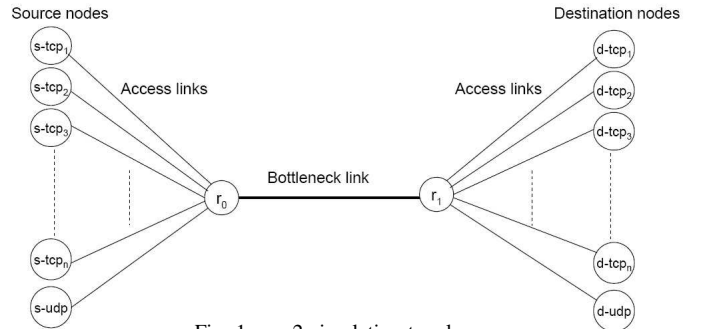 Source nodes
Destination nodes
s-tcp1
d-tcp1
s-tcp2
Access links
Access links
d-tcp2
s-tcp3
d-tcp3
Bottleneck link
r0
r1
s-tcpn
d-tcpn
s-udp
d-udp